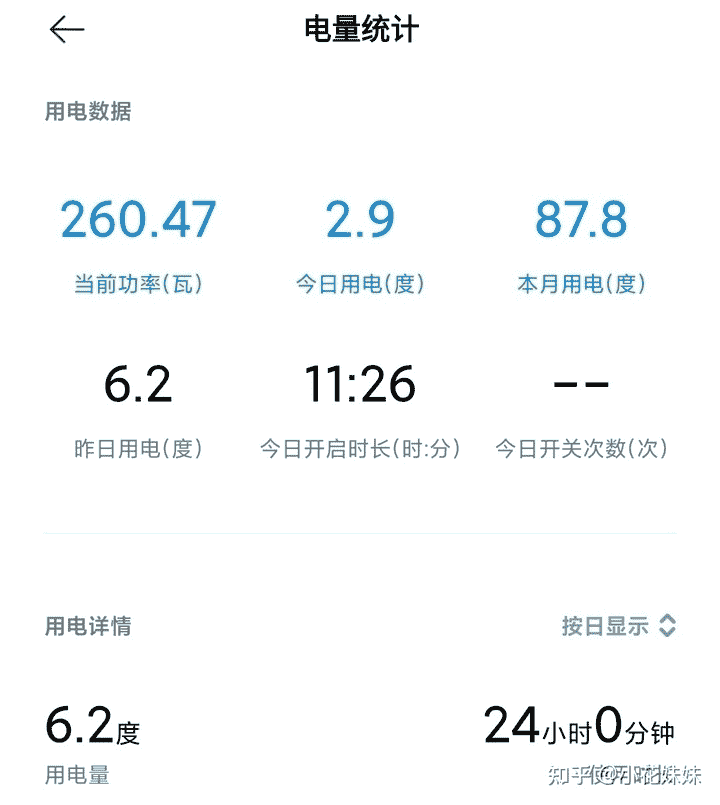 电量统计
用电数据
260.47 2.9 87.8
当前功率(瓦) 今日用电(度) 本月用电(度)
6.2 11:26 --
昨日用电(度) 今日开启时长(时:分) 今日开关次数(次)
用电详情 按日显示
6.2度 24小时0分钟
用电量
知乎 @小花妹妹